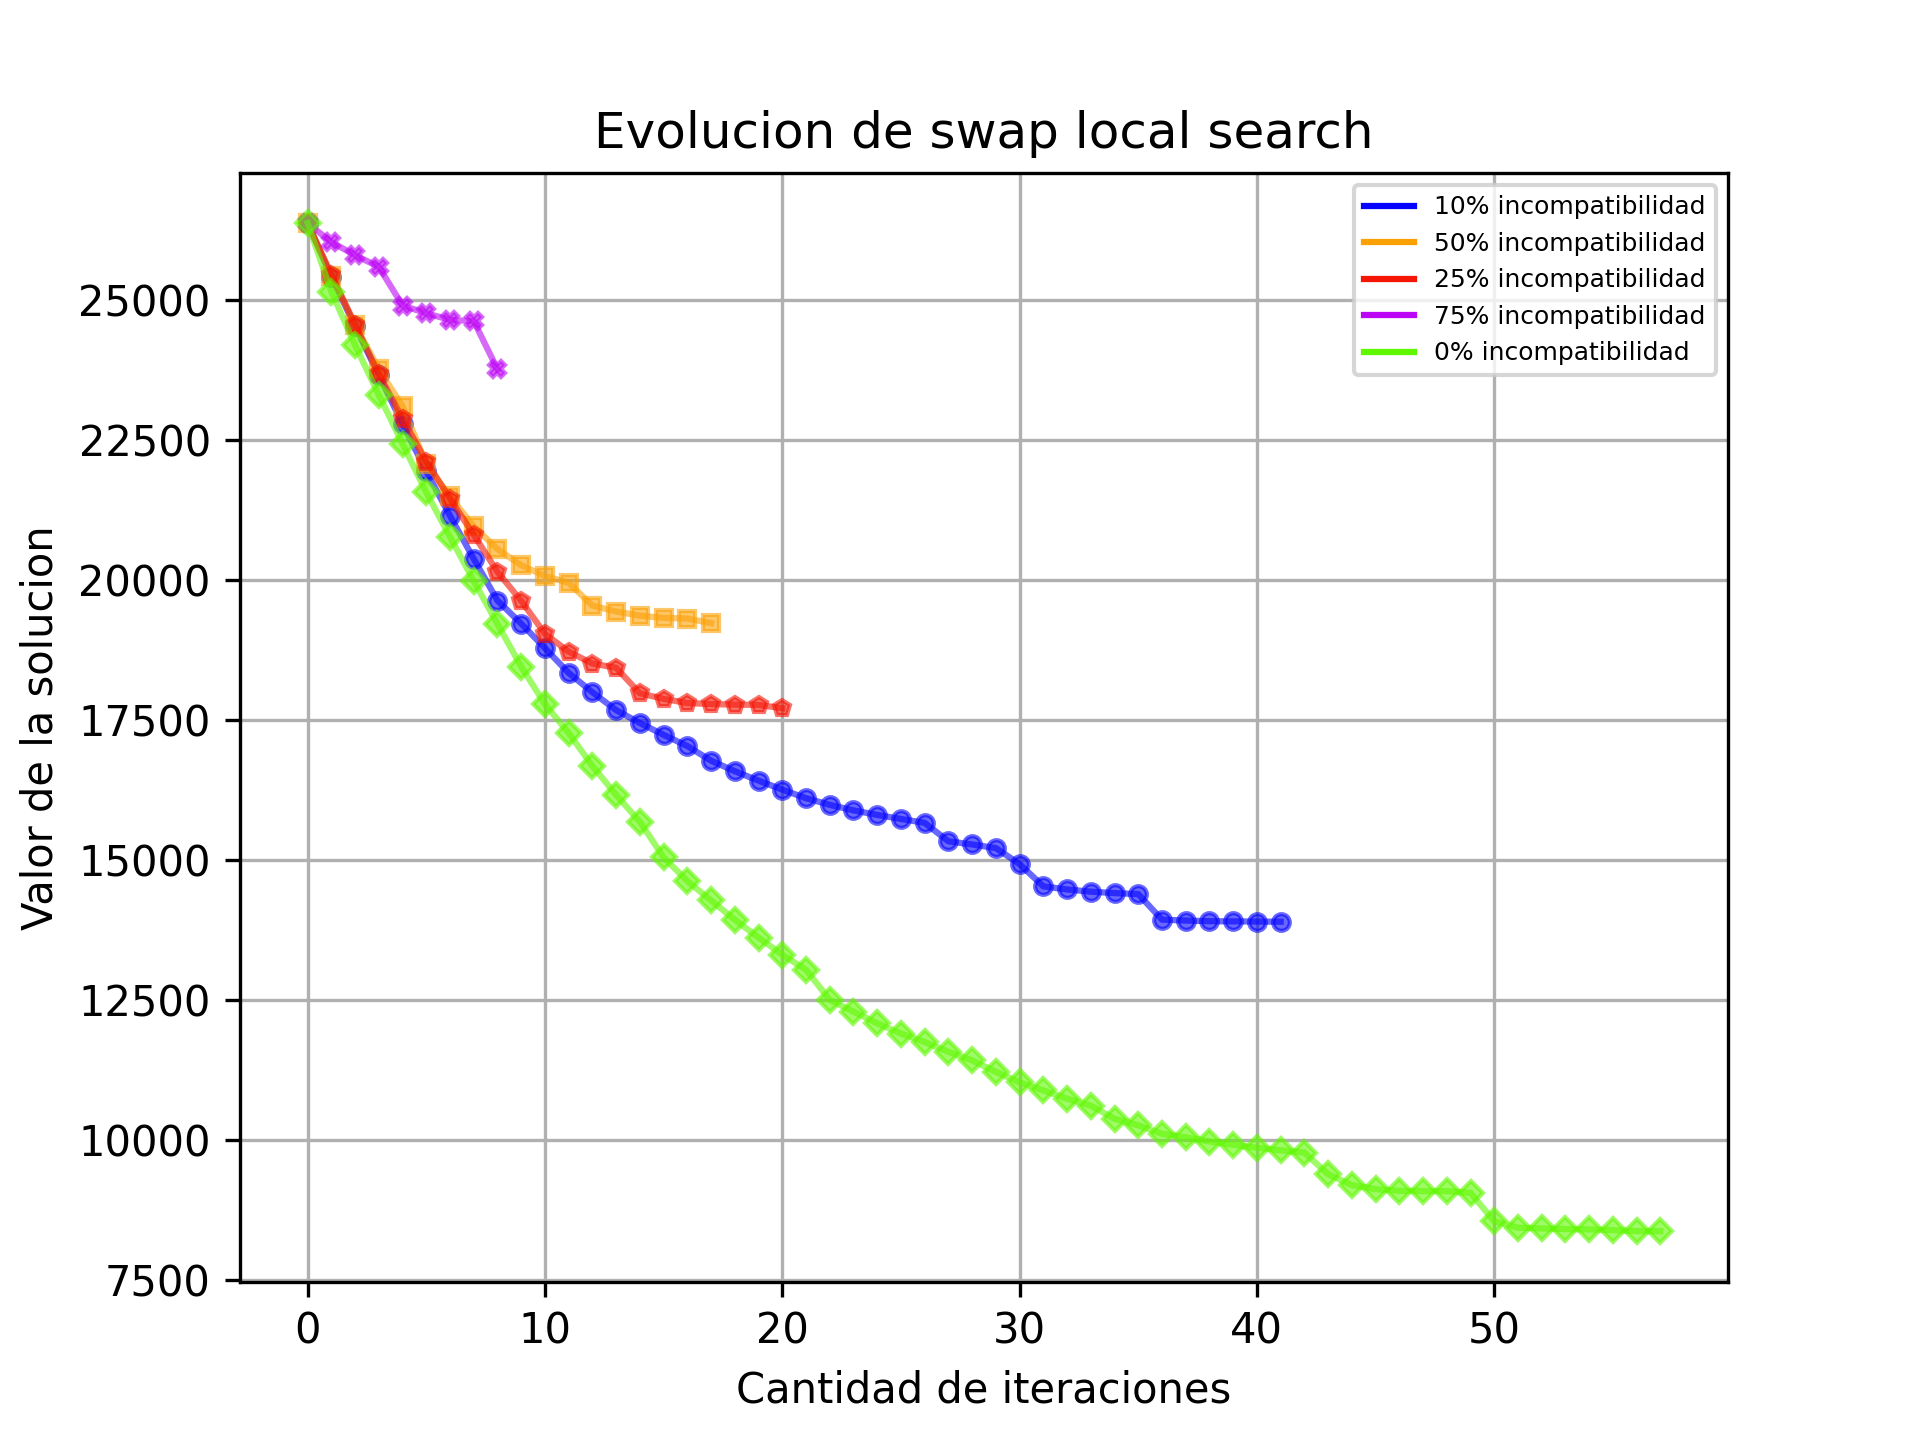 Evolucion de swap local search
10% incompatibilidad
50% incompatibilidad
25% incompatibilidad
75% incompatibilidad
0% incompatibilidad
Valor de la solucion
25000
22500
20000
17500
15000
12500
10000
7500
0 10 20 30 40 50
Cantidad de iteraciones